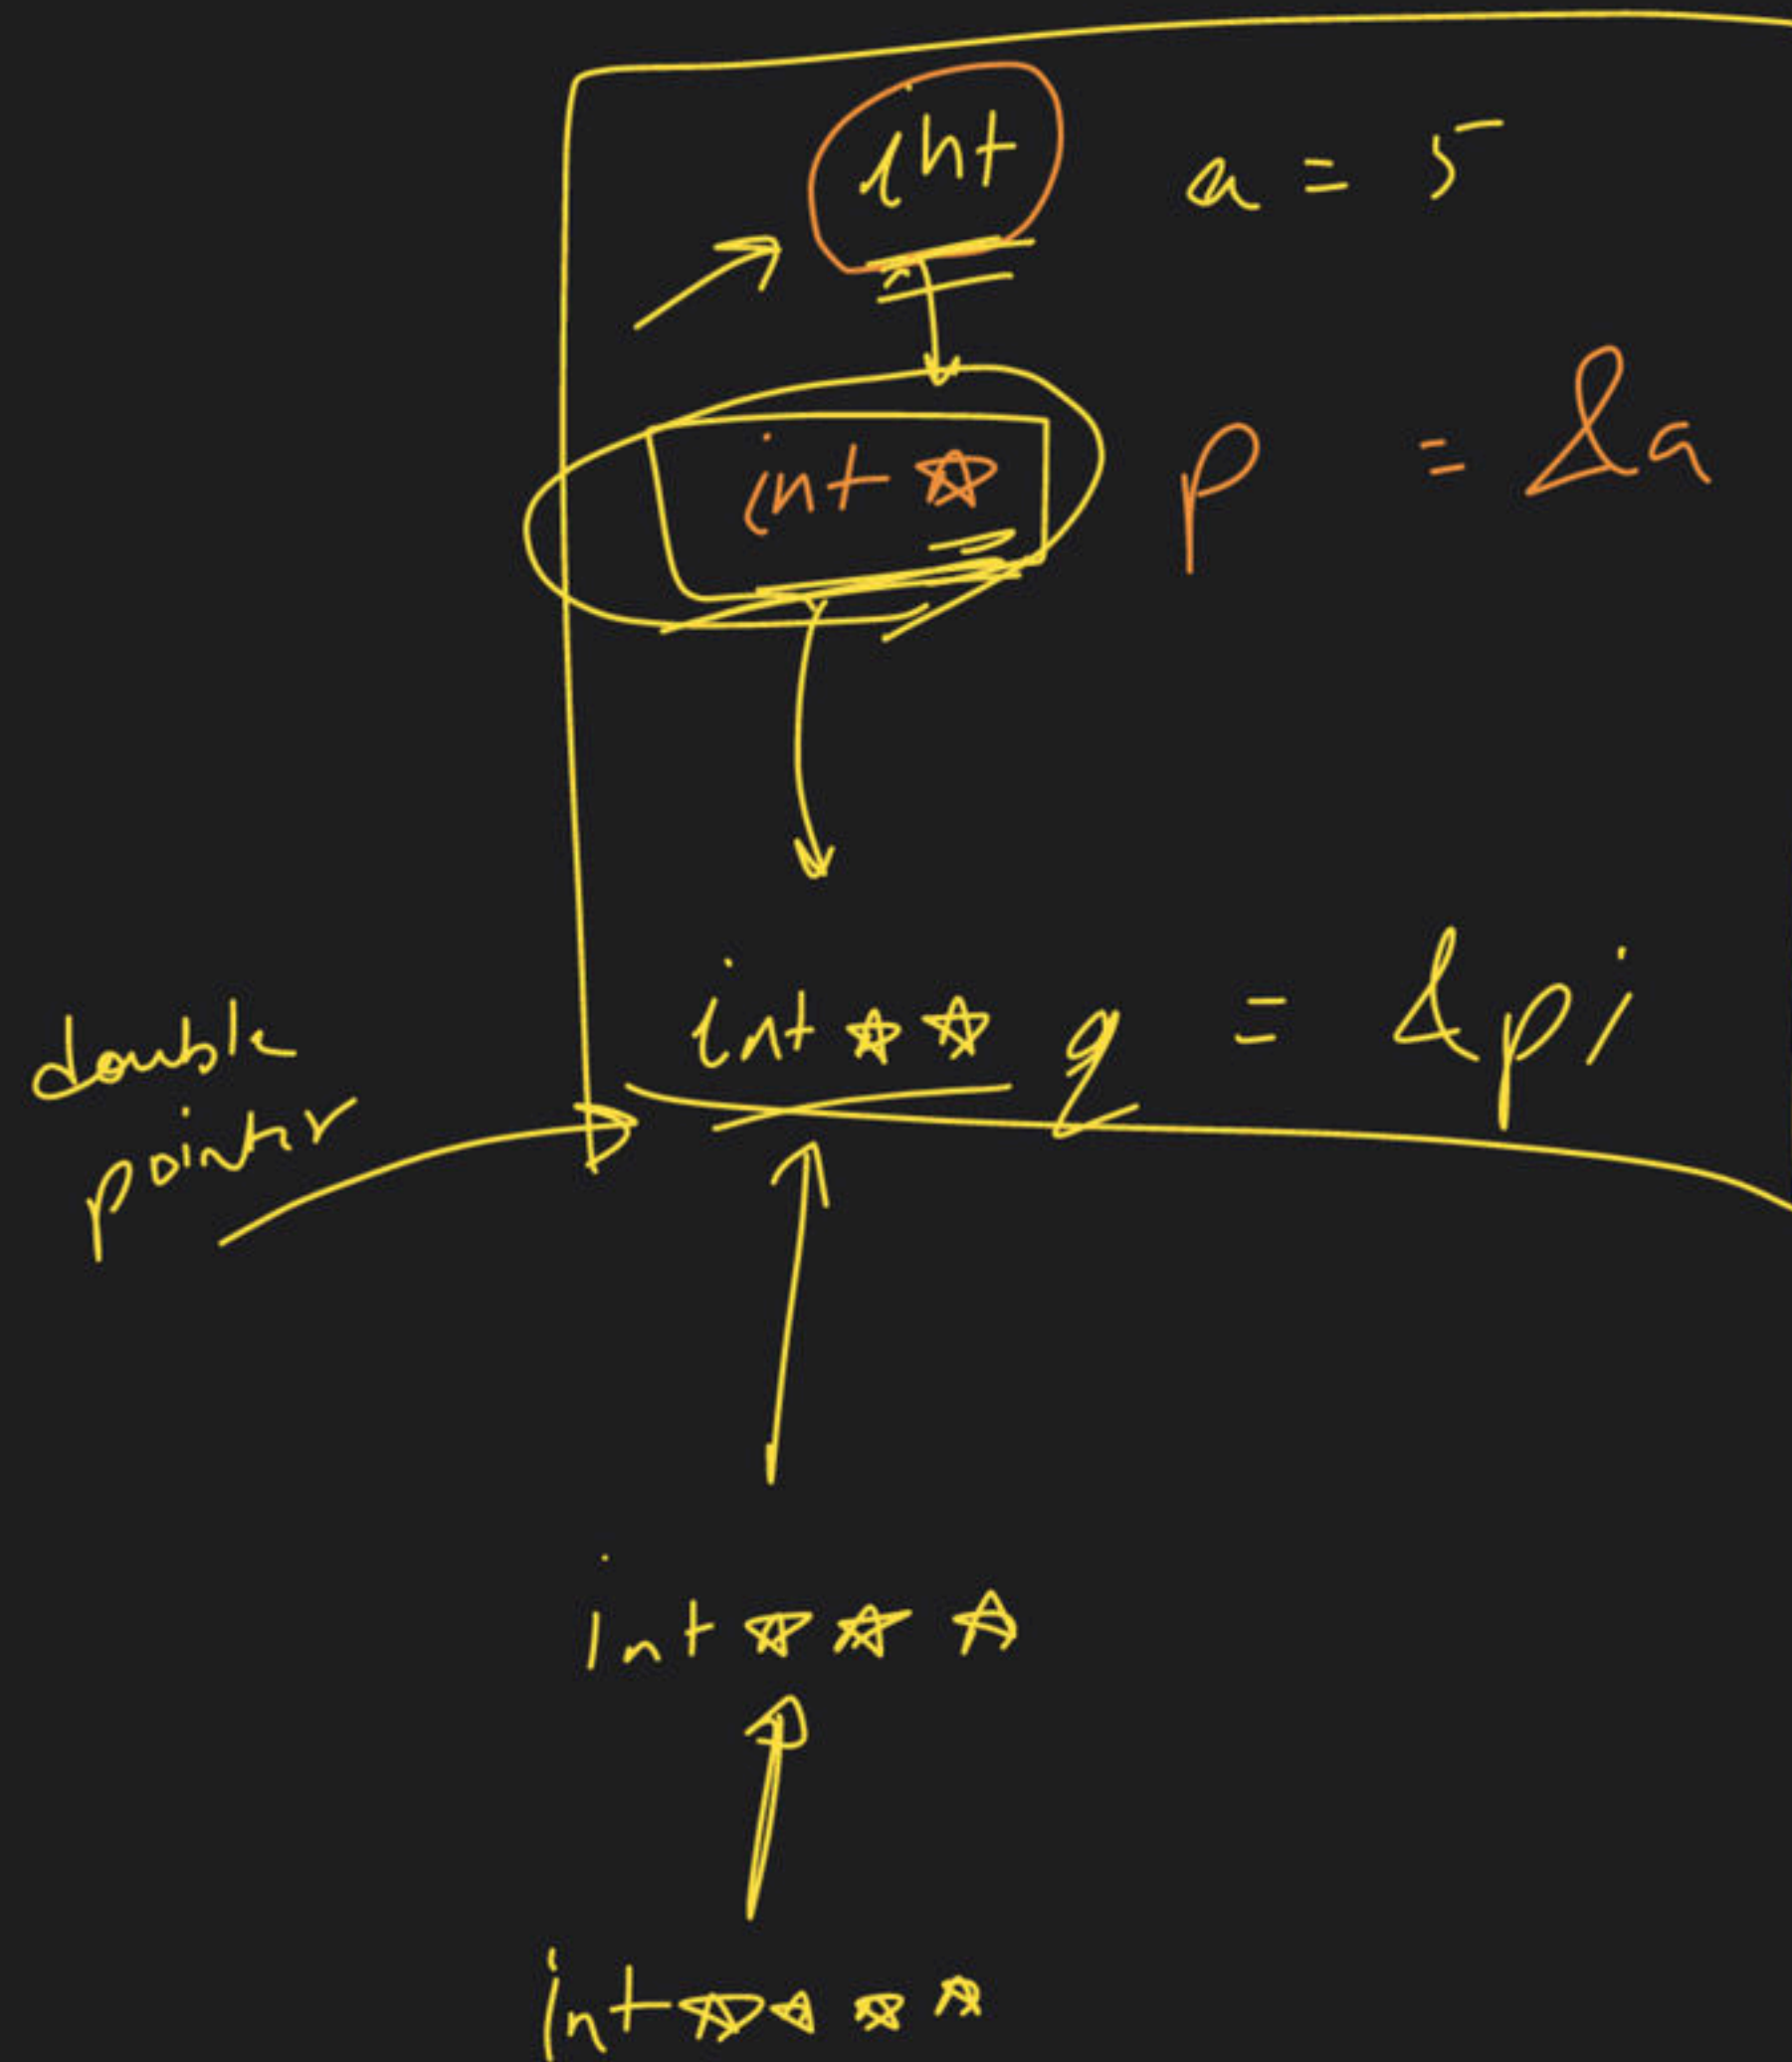 int a = 5
int * p = &a
int ** q = &pi
double
pointer
int ***
int ****